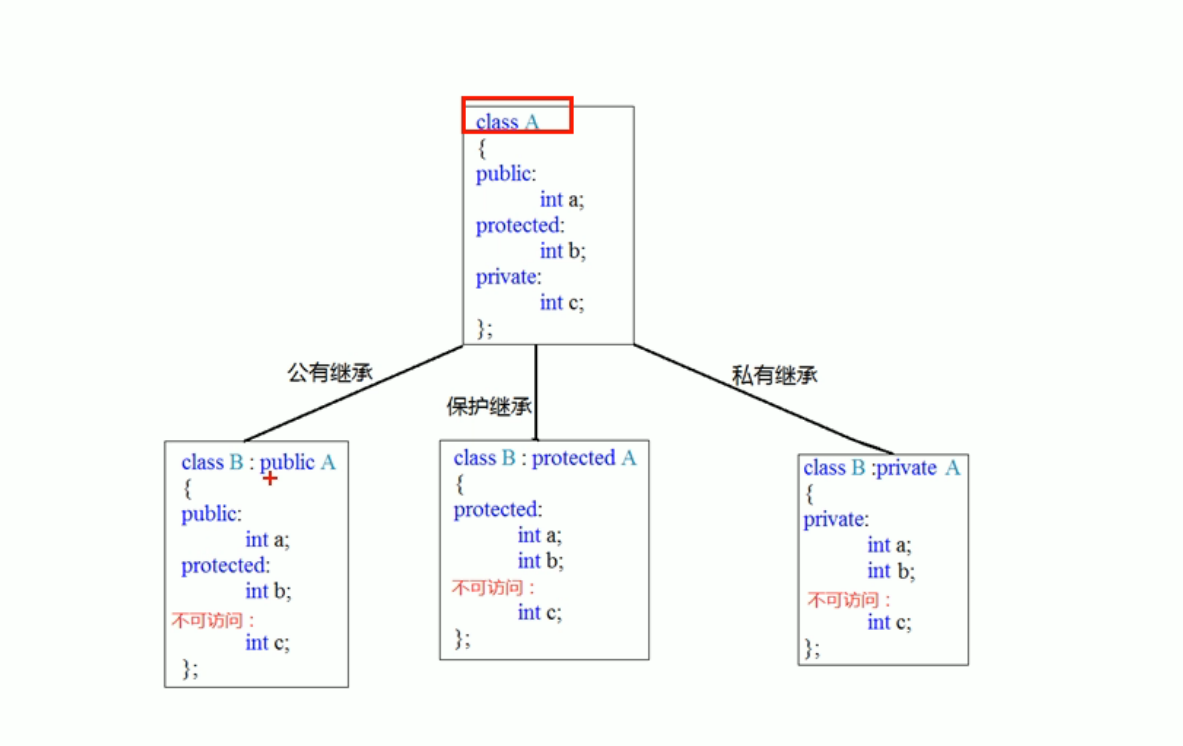 class A
{
public:
int a;
protected:
int b;
private:
int c;
};
公有继承
保护继承
私有继承
class B : public A
{
public:
int a;
protected:
int b;
不可访问：
int c;
};
class B : protected A
{
protected:
int a;
int b;
不可访问：
int c;
};
class B :private A
{
private:
int a;
int b;
不可访问：
int c;
};